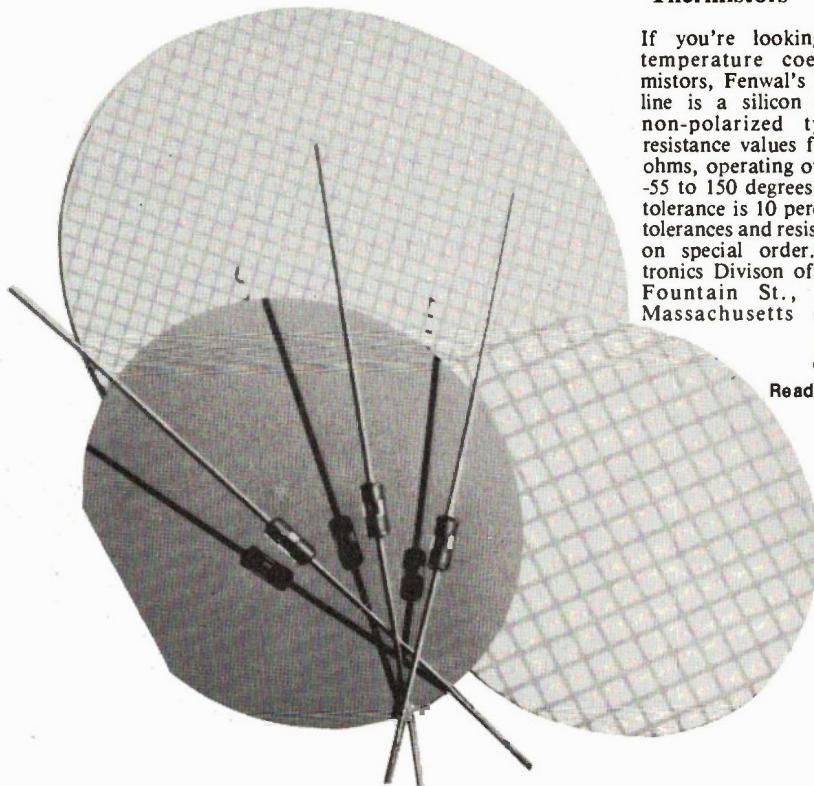 Thermistors
If you're looking
temperature coe
mistors, Fenwal's
line is a silicon
non-polarized t
resistance values f
ohms, operating ov
-55 to 150 degrees
tolerance is 10 perc
tolerances and resis
on special order.
tronics Divison of
Fountain St.,
Massachusetts
Read